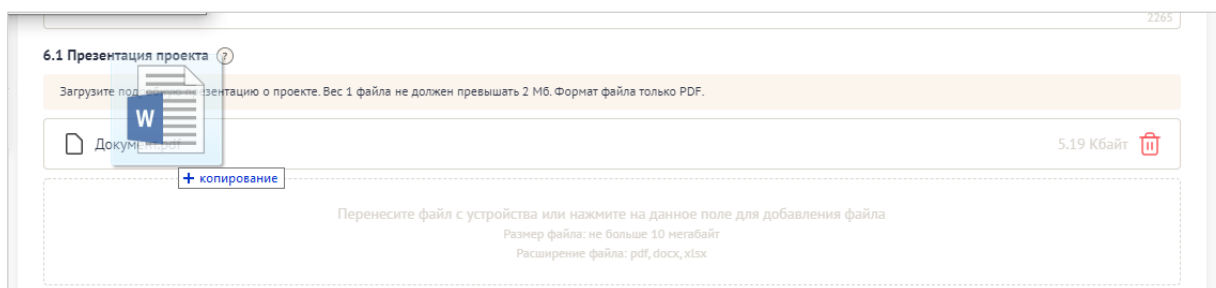 2265
6.1 Презентация проекта ?
Загрузите презентацию о проекте. Вес 1 файла не должен превышать 2 Мб. Формат файла только PDF.
W
Документ.pdf 5.19 Кбайт
+ копирование
Перенесите файл с устройства или нажмите на данное поле для добавления файла
Размер файла: не больше 10 мегабайт
Расширение файла: pdf, docx, xlsx